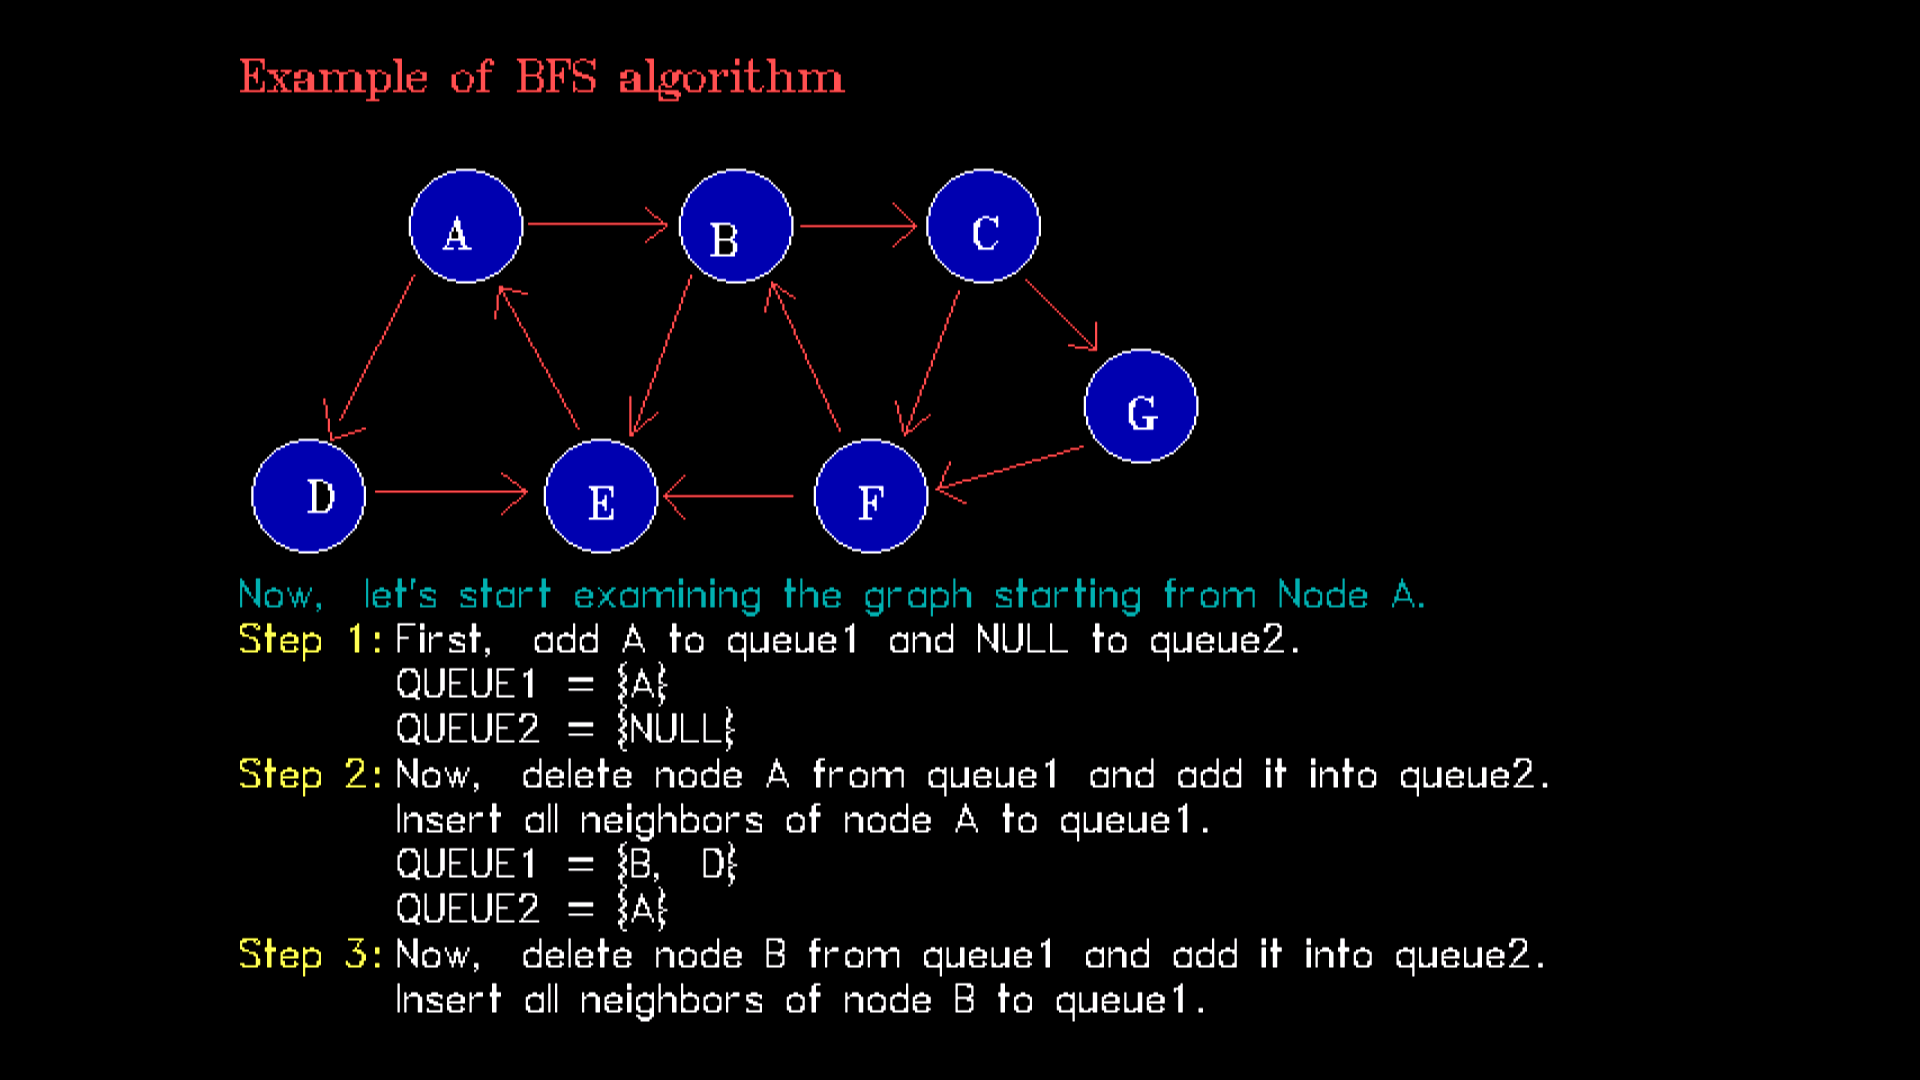 Example of BFS algorithm
A
B
C
G
D
E
F
Now, let's start examining the graph starting from Node A.
Step 1: First, add A to queue1 and NULL to queue2.
QUEUE1 = {A}
QUEUE2 = {NULL}
Step 2: Now, delete node A from queue1 and add it into queue2.
Insert all neighbors of node A to queue1.
QUEUE1 = {B, D}
QUEUE2 = {A}
Step 3: Now, delete node B from queue1 and add it into queue2.
Insert all neighbors of node B to queue1.